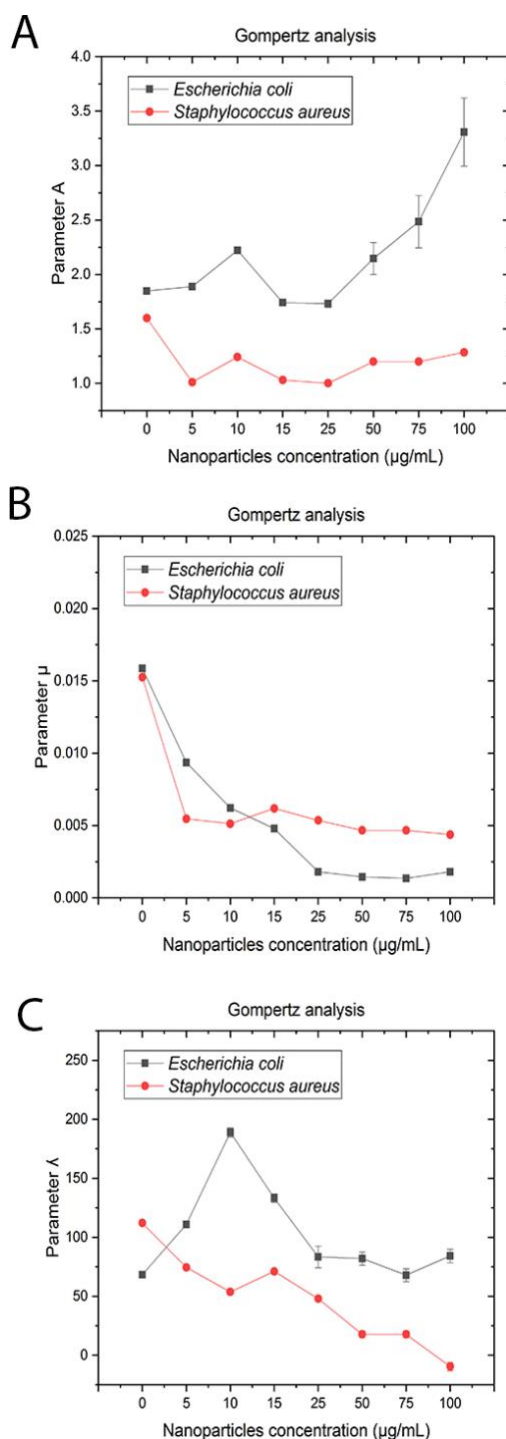 A
Gompertz analysis
Escherichia coli
Staphylococcus aureus
Parameter A
4.0
3.5
3.0
2.5
2.0
1.5
1.0
0 5 10 15 25 50 75 100
Nanoparticles concentration (µg/mL)
B
Gompertz analysis
Escherichia coli
Staphylococcus aureus
Parameter µ
0.025
0.020
0.015
0.010
0.005
0.000
0 5 10 15 25 50 75 100
Nanoparticles concentration (µg/mL)
C
Gompertz analysis
Escherichia coli
Staphylococcus aureus
Parameter ʎ
250
200
150
100
50
0
0 5 10 15 25 50 75 100
Nanoparticles concentration (µg/mL)